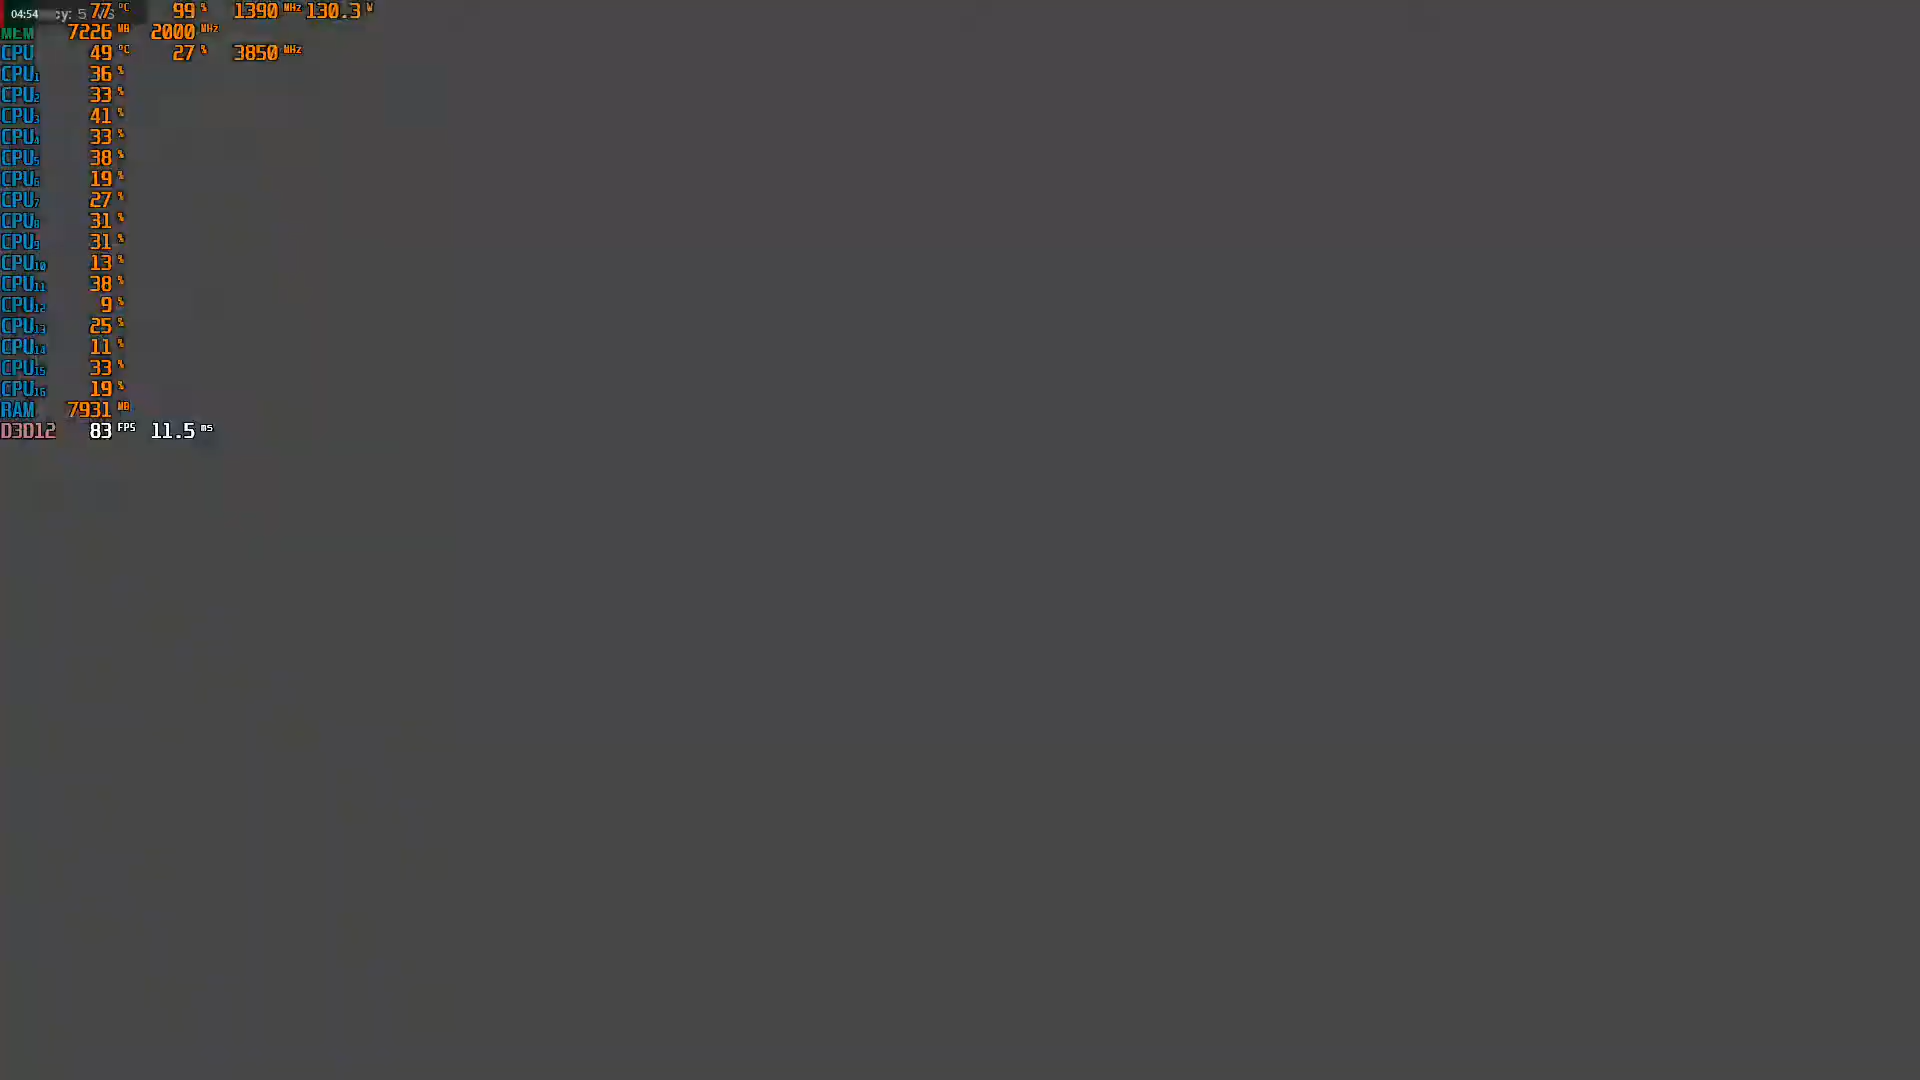 04:54 cy: 5 77 °C 99 % 1390 MHz 130.3 W
MEM 7226 MB 2000 MHz
CPU 49 °C 27 % 3850 MHz
CPU1 36 %
CPU2 33 %
CPU3 41 %
CPU4 33 %
CPU5 38 %
CPU6 19 %
CPU7 27 %
CPU8 31 %
CPU9 31 %
CPU10 13 %
CPU11 38 %
CPU12 9 %
CPU13 25 %
CPU14 11 %
CPU15 33 %
CPU16 19 %
RAM 7931 MB
D3D12 83 FPS 11.5 ms